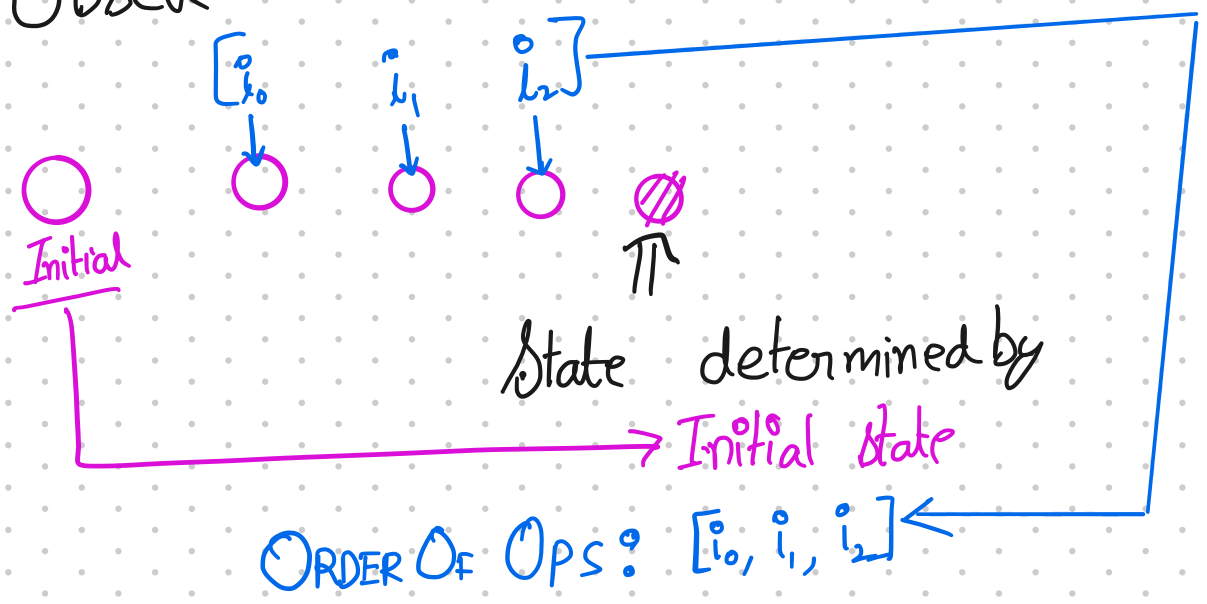 [i₀ i₁ i₂]
Initial
State determined by
Initial state
ORDER OF OPS: [i₀, i₁, i₂]